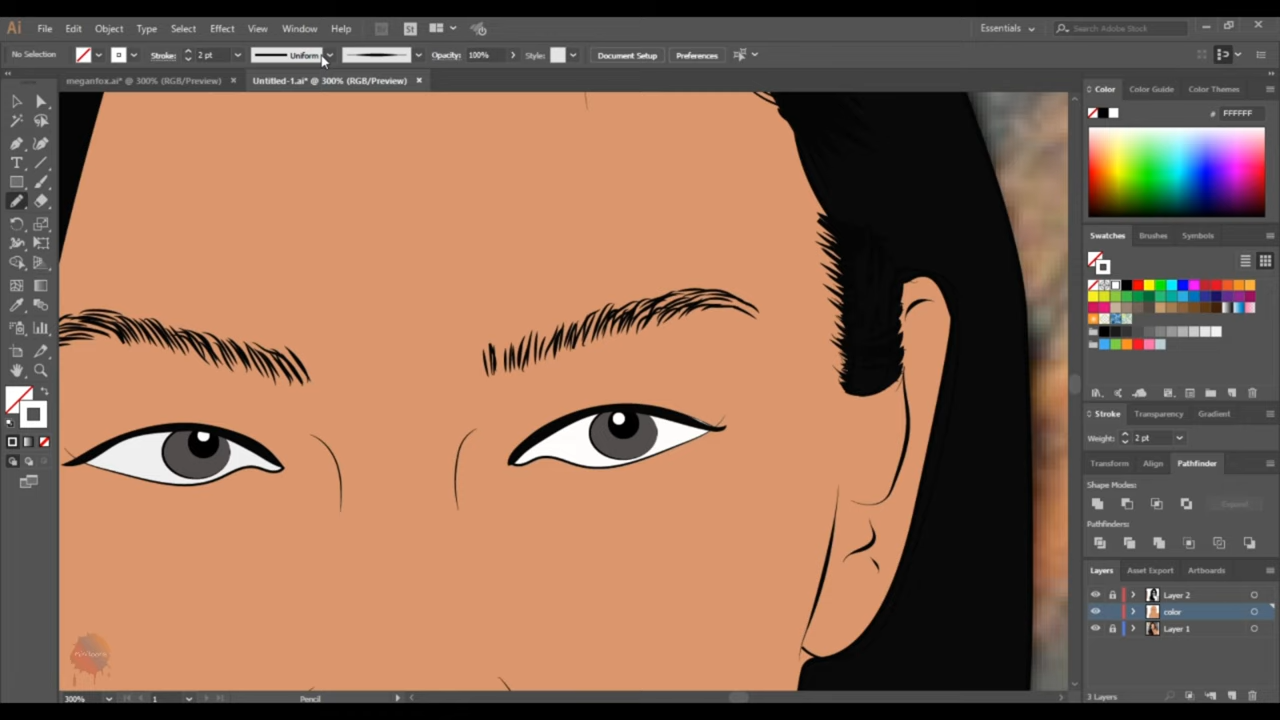 Ai File Edit Object Type Select Effect View Window Help Br St Essentials Search Adobe Stock
No Selection Stroke: 2 pt Uniform Opacity: 100% Style: Document Setup Preferences
meganfox.ai* @ 300% (RGB/Preview) Untitled-1.ai* @ 300% (RGB/Preview)
Color Color Guide Color Themes
# FFFFFF
Swatches Brushes Symbols
Stroke Transparency Gradient
Weight: 2 pt
Transform Align Pathfinder
Shape Modes:
Expand
Pathfinders:
Layers Asset Export Artboards
Layer 2
color
Layer 1
300% 1 Pencil 3 Layers